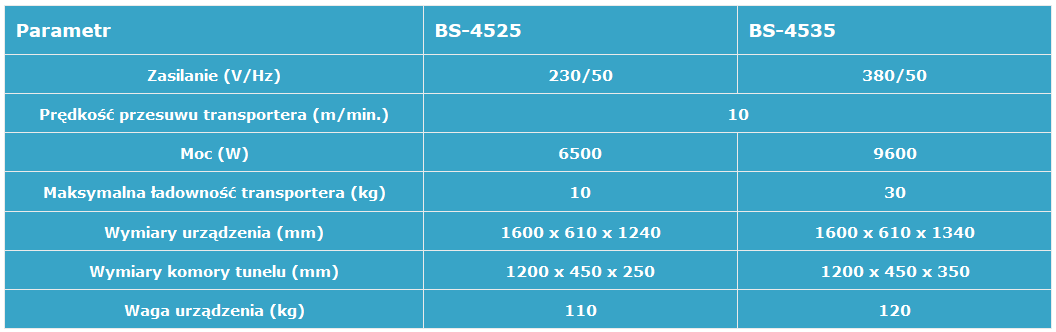 Parametr BS-4525 BS-4535
Zasilanie (V/Hz) 230/50 380/50
Prędkość przesuwu transportera (m/min.) 10
Moc (W) 6500 9600
Maksymalna ładowność transportera (kg) 10 30
Wymiary urządzenia (mm) 1600 x 610 x 1240 1600 x 610 x 1340
Wymiary komory tunelu (mm) 1200 x 450 x 250 1200 x 450 x 350
Waga urządzenia (kg) 110 120